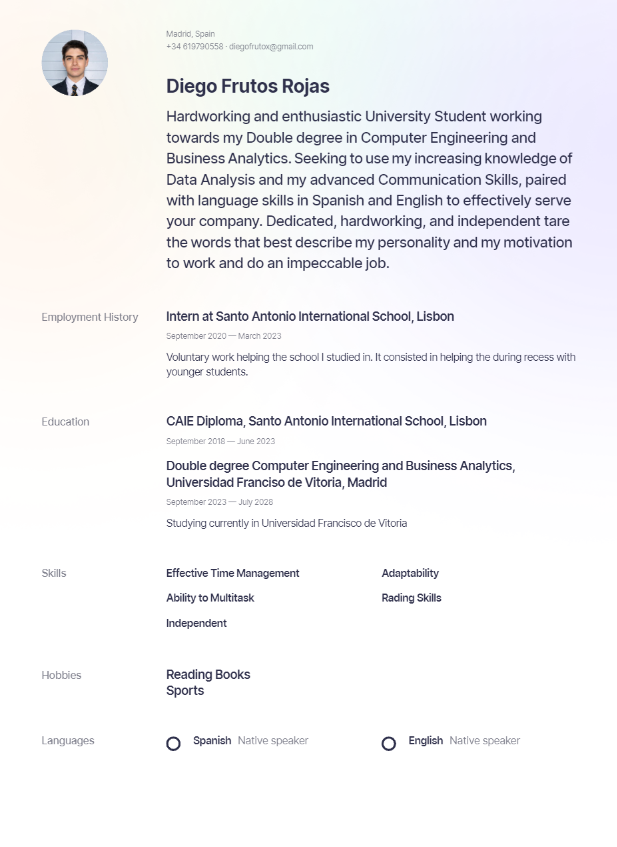 Madrid, Spain
+34 619790558 · diegofrutox@gmail.com
Diego Frutos Rojas
Hardworking and enthusiastic University Student working
towards my Double degree in Computer Engineering and
Business Analytics. Seeking to use my increasing knowledge of
Data Analysis and my advanced Communication Skills, paired
with language skills in Spanish and English to effectively serve
your company. Dedicated, hardworking, and independent tare
the words that best describe my personality and my motivation
to work and do an impeccable job.
Employment History
Intern at Santo Antonio International School, Lisbon
September 2020 — March 2023
Voluntary work helping the school I studied in. It consisted in helping the during recess with
younger students.
Education
CAIE Diploma, Santo Antonio International School, Lisbon
September 2018 — June 2023
Double degree Computer Engineering and Business Analytics,
Universidad Franciso de Vitoria, Madrid
September 2023 — July 2028
Studying currently in Universidad Francisco de Vitoria
Skills
Effective Time Management
Adaptability
Ability to Multitask
Rading Skills
Independent
Hobbies
Reading Books
Sports
Languages
Spanish Native speaker
English Native speaker